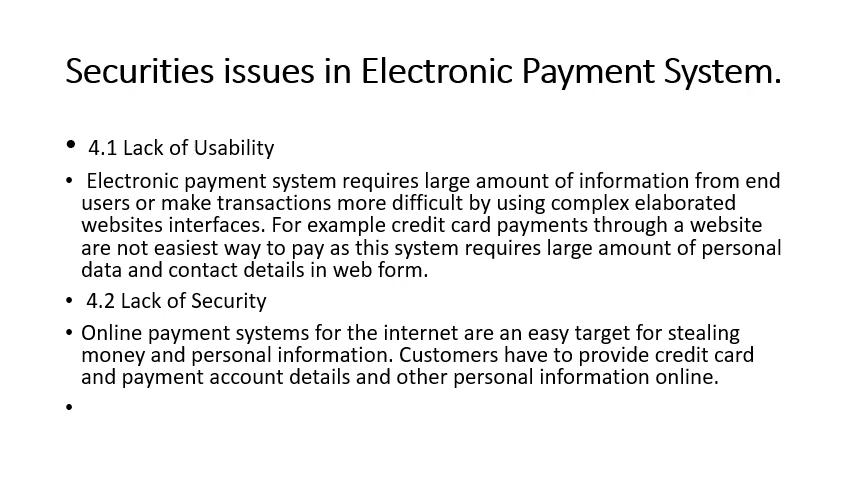 Securities issues in Electronic Payment System.
• 4.1 Lack of Usability
• Electronic payment system requires large amount of information from end
users or make transactions more difficult by using complex elaborated
websites interfaces. For example credit card payments through a website
are not easiest way to pay as this system requires large amount of personal
data and contact details in web form.
• 4.2 Lack of Security
• Online payment systems for the internet are an easy target for stealing
money and personal information. Customers have to provide credit card
and payment account details and other personal information online.
•